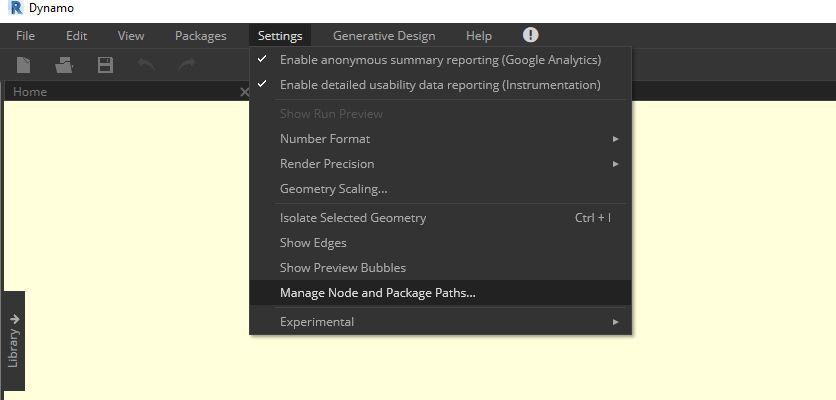 R Dynamo
File Edit View Packages Settings Generative Design Help !
Home
Enable anonymous summary reporting (Google Analytics)
Enable detailed usability data reporting (Instrumentation)
Show Run Preview
Number Format
Render Precision
Geometry Scaling...
Isolate Selected Geometry Ctrl + I
Show Edges
Show Preview Bubbles
Manage Node and Package Paths...
Experimental
Library